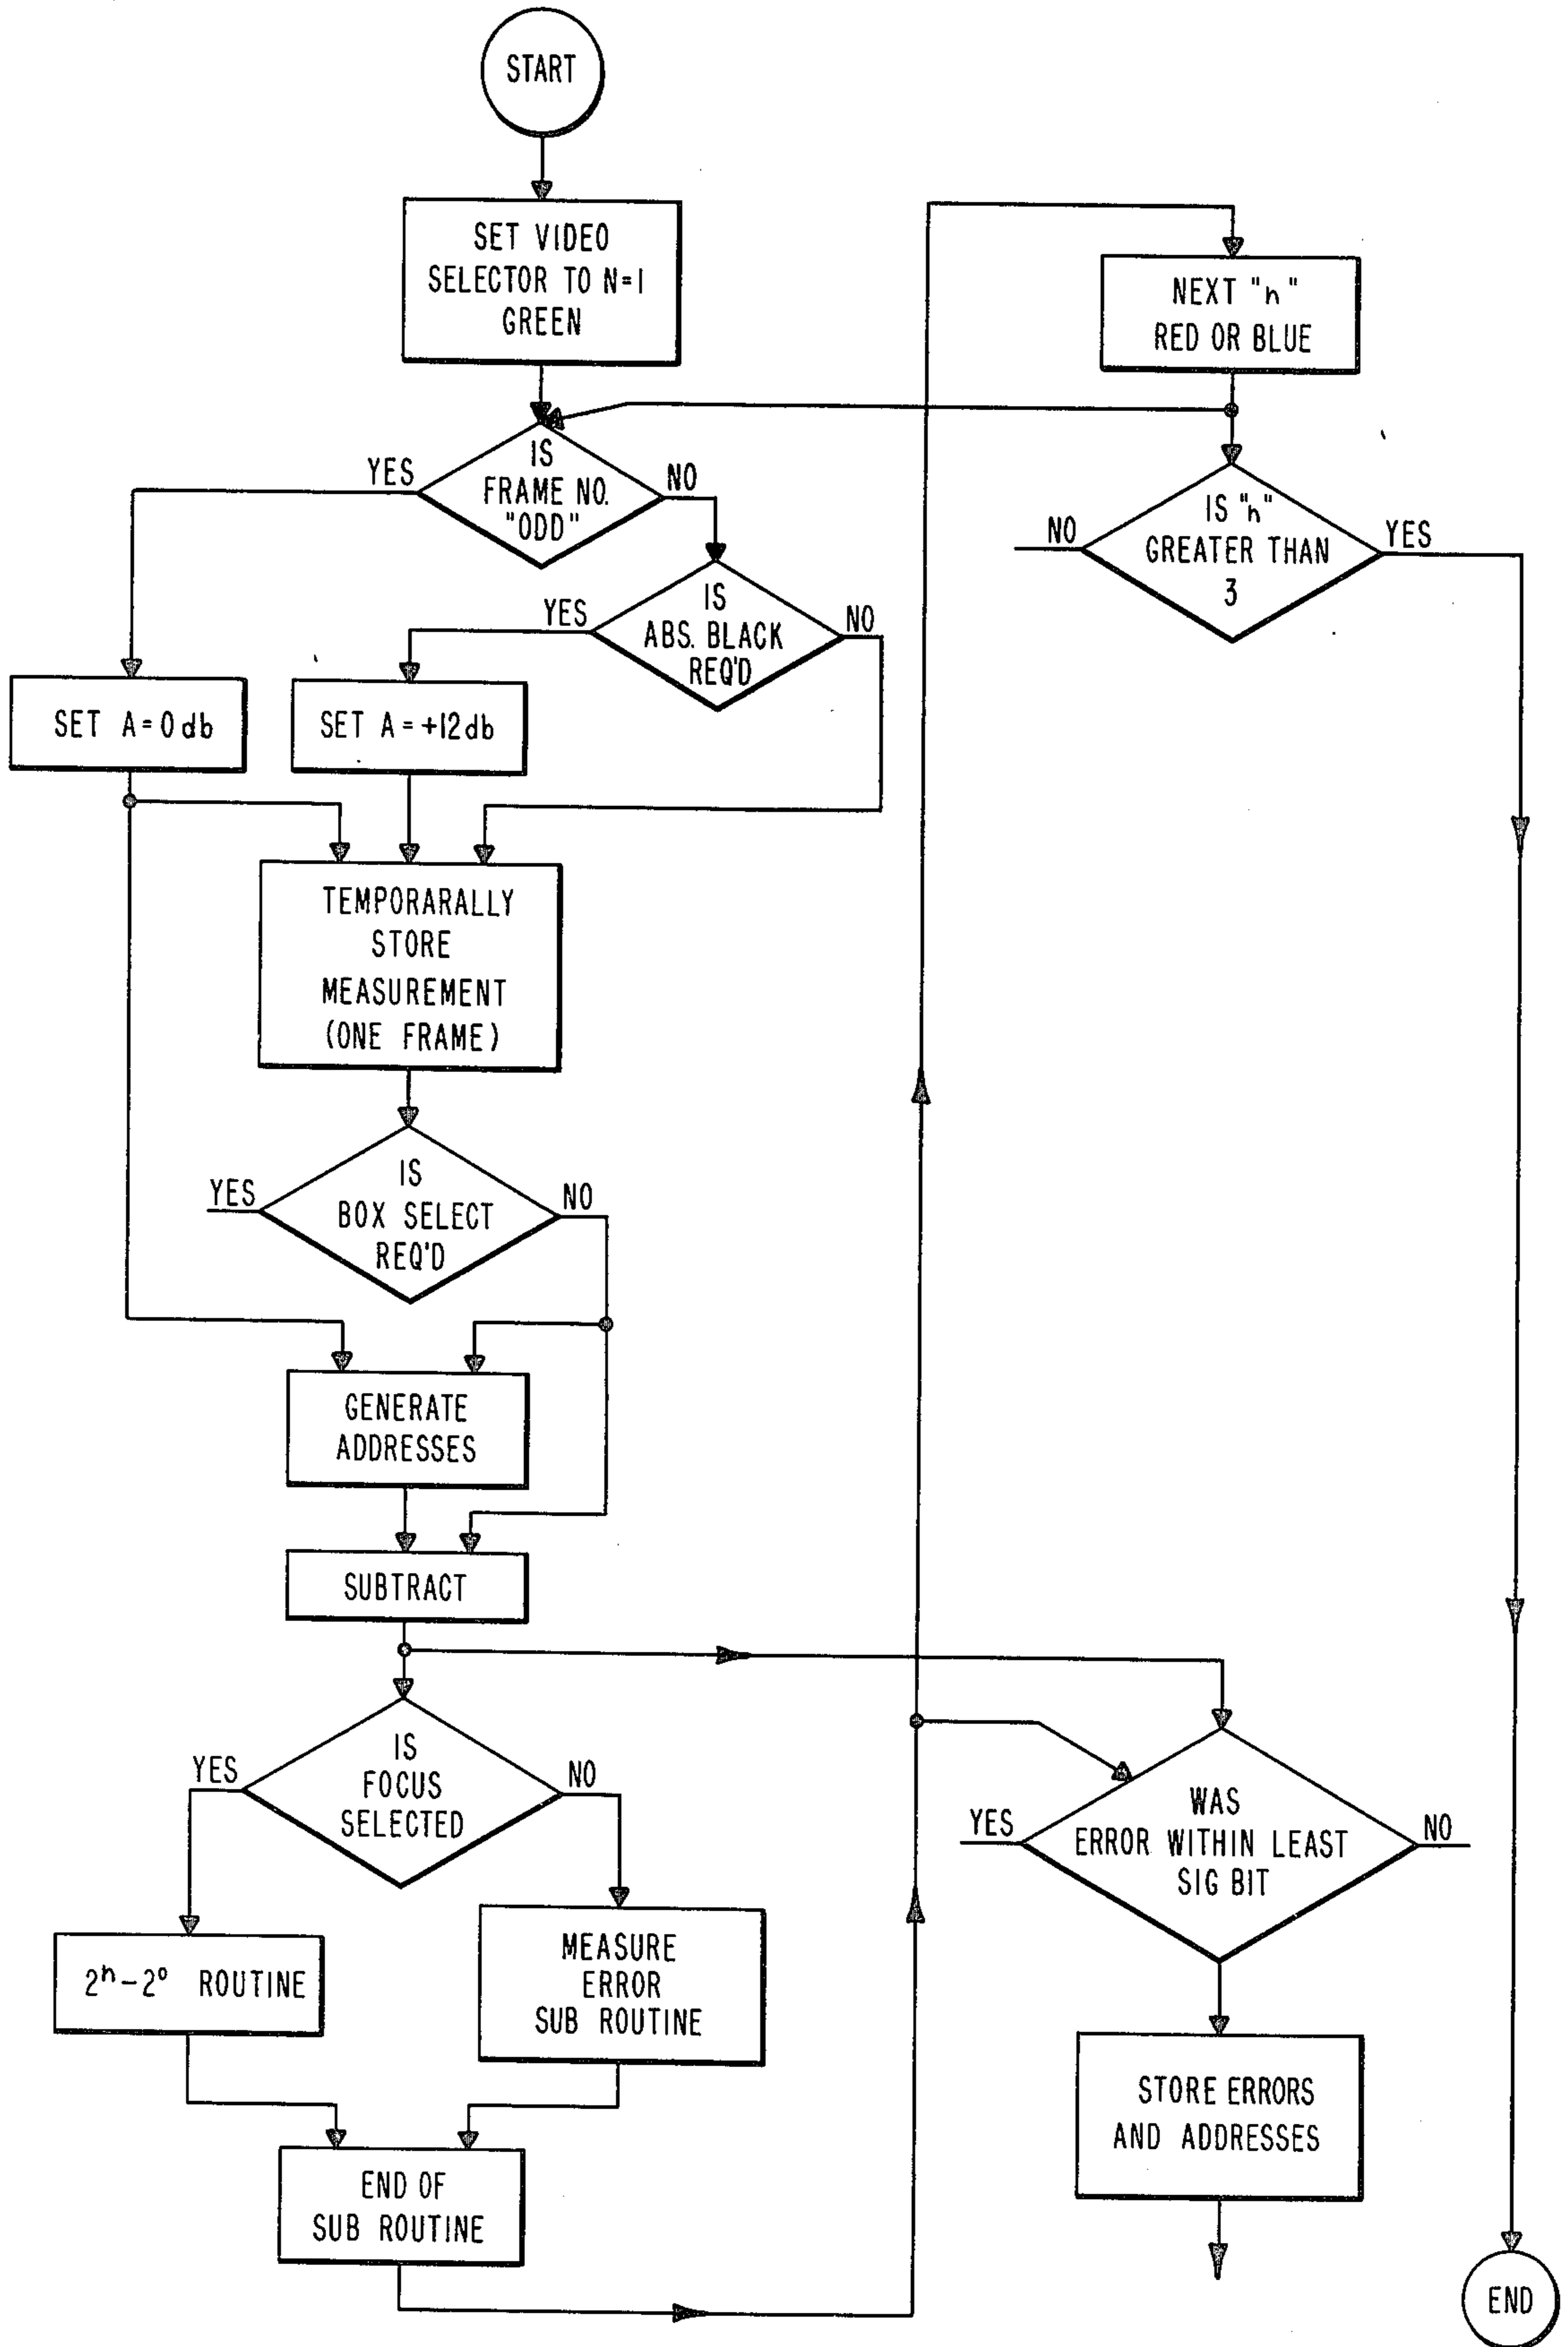 START
SET VIDEO
SELECTOR TO N=1
GREEN
NEXT "n"
RED OR BLUE
IS
FRAME NO.
"ODD"
YES
NO
IS "n"
GREATER THAN
3
NO
YES
IS
ABS. BLACK
REQ'D
YES
NO
SET A=0db
SET A=+12db
TEMPORARALLY
STORE
MEASUREMENT
(ONE FRAME)
IS
BOX SELECT
REQ'D
YES
NO
GENERATE
ADDRESSES
SUBTRACT
IS
FOCUS
SELECTED
YES
NO
WAS
ERROR WITHIN LEAST
SIG BIT
YES
NO
2ⁿ-2⁰ ROUTINE
MEASURE
ERROR
SUB ROUTINE
STORE ERRORS
AND ADDRESSES
END OF
SUB ROUTINE
END